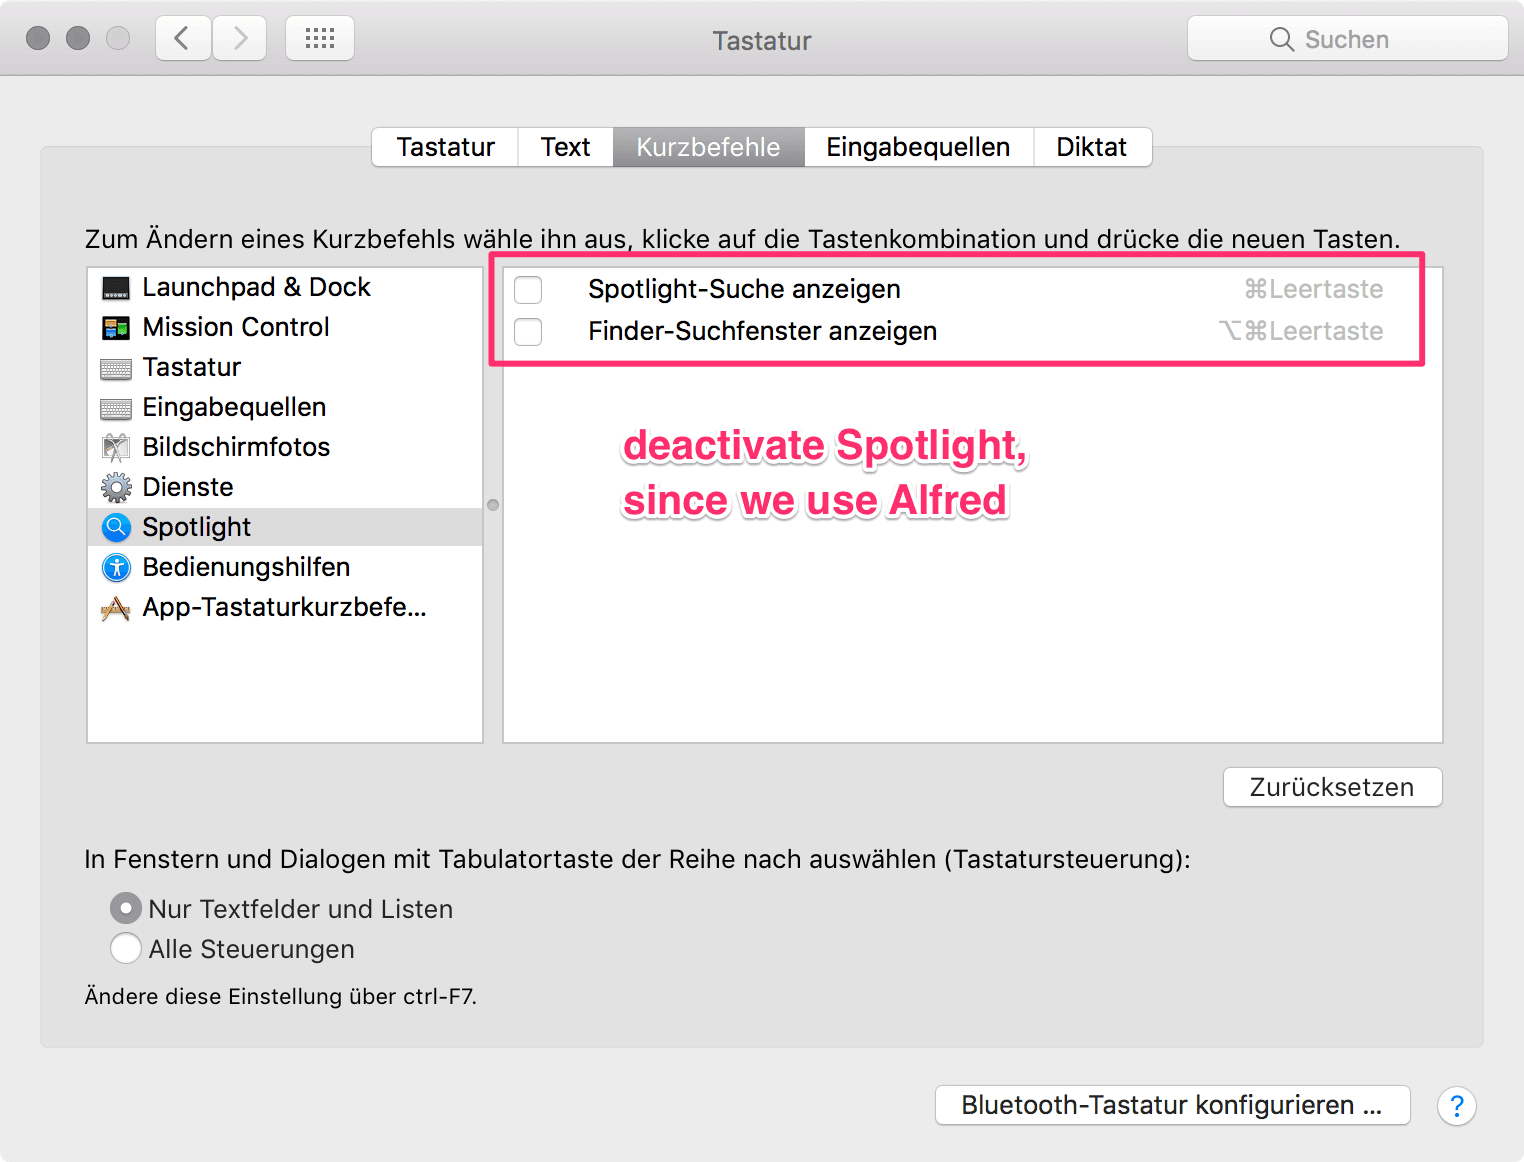 Tastatur
Suchen
Tastatur Text Kurzbefehle Eingabequellen Diktat
Zum Ändern eines Kurzbefehls wähle ihn aus, klicke auf die Tastenkombination und drücke die neuen Tasten.
Launchpad & Dock
Mission Control
Tastatur
Eingabequellen
Bildschirmfotos
Dienste
Spotlight
Bedienungshilfen
App-Tastaturkurzbefe...
Spotlight-Suche anzeigen ⌘Leertaste
Finder-Suchfenster anzeigen ⌥⌘Leertaste
deactivate Spotlight,
since we use Alfred
Zurücksetzen
In Fenstern und Dialogen mit Tabulatortaste der Reihe nach auswählen (Tastatursteuerung):
Nur Textfelder und Listen
Alle Steuerungen
Ändere diese Einstellung über ctrl-F7.
Bluetooth-Tastatur konfigurieren ... ?